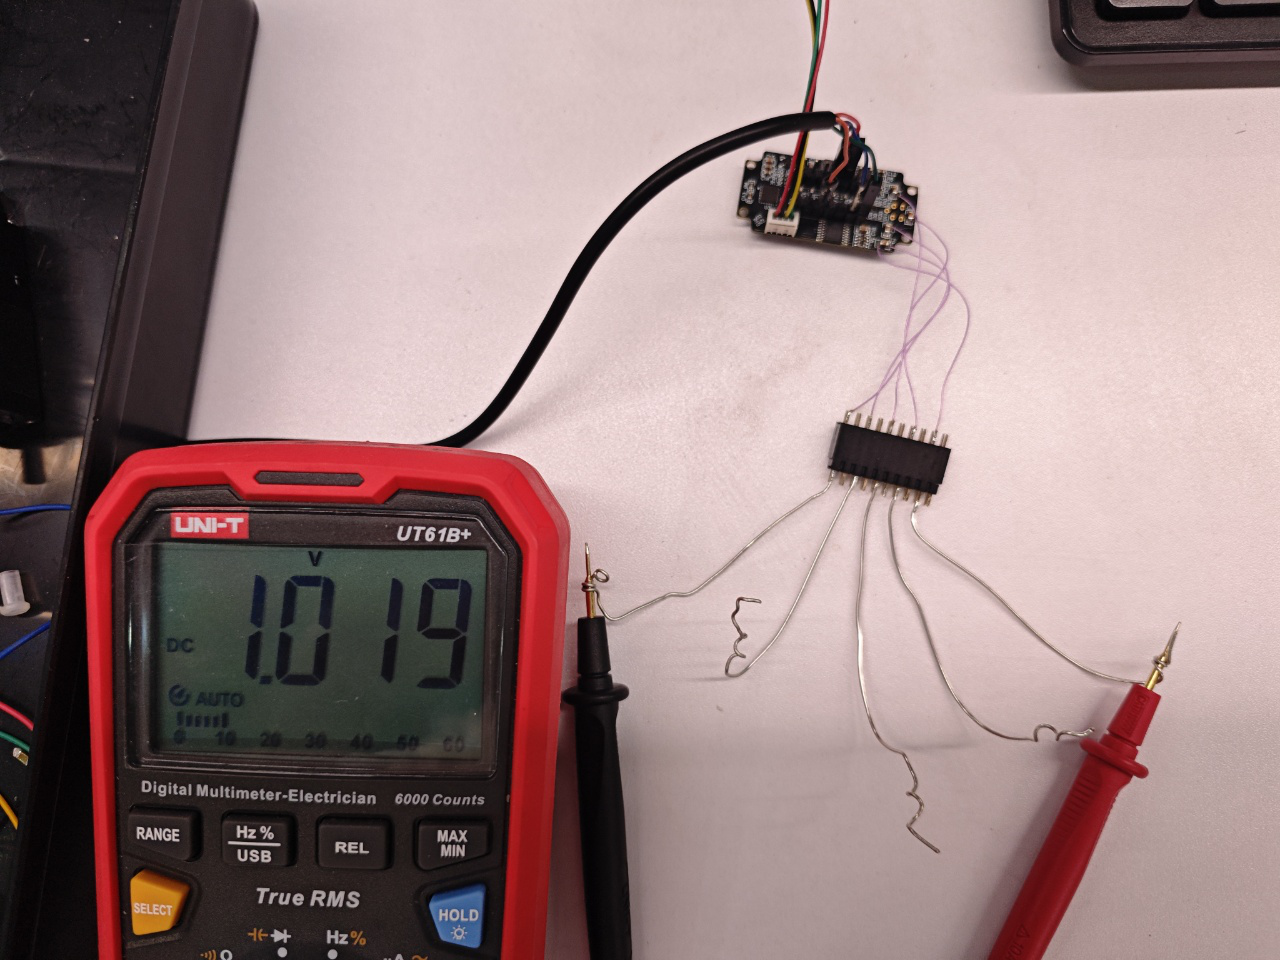 UNI-T
UT61B+
V
DC
1.019
AUTO
0 10 20 30 40 50 60
Digital Multimeter-Electrician 6000 Counts
RANGE
Hz %
USB
REL
MAX
MIN
SELECT
True RMS
HOLD
Hz%